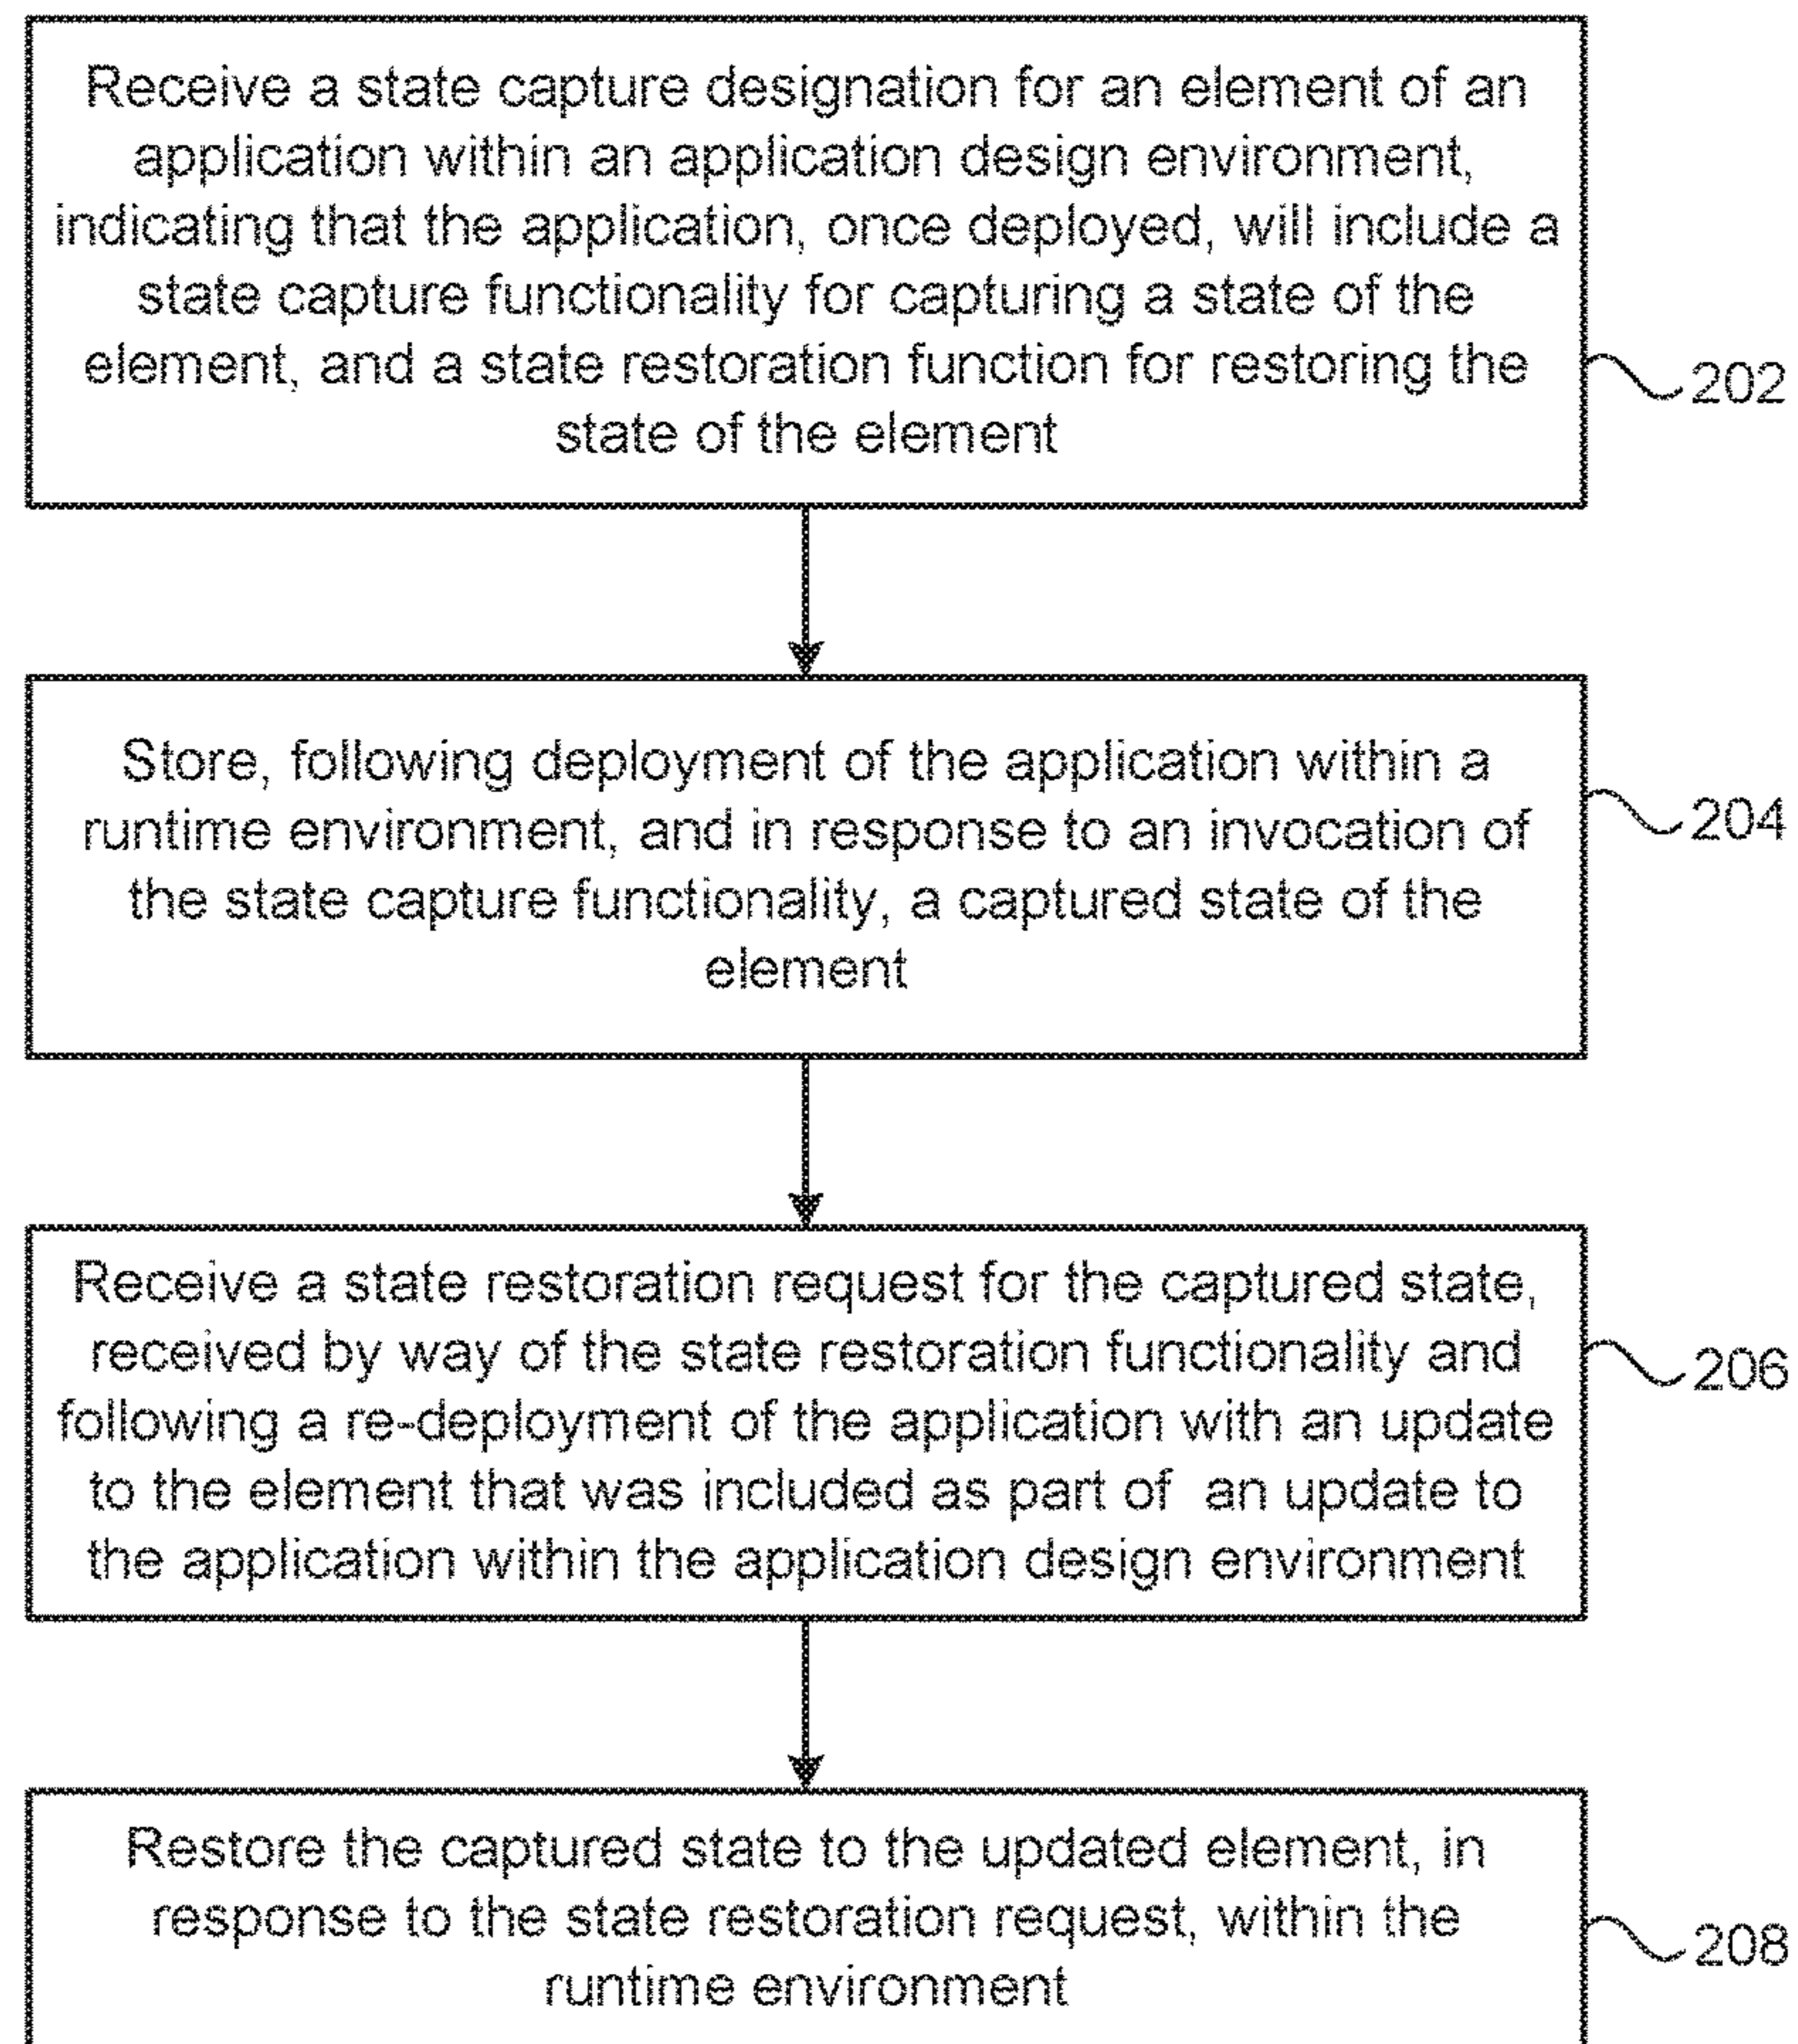 Receive a state capture designation for an element of an
application within an application design environment,
indicating that the application, once deployed, will include a
state capture functionality for capturing a state of the
element, and a state restoration function for restoring the
state of the element
202
Store, following deployment of the application within a
runtime environment, and in response to an invocation of
the state capture functionality, a captured state of the
element
204
Receive a state restoration request for the captured state,
received by way of the state restoration functionality and
following a re-deployment of the application with an update
to the element that was included as part of an update to
the application within the application design environment
206
Restore the captured state to the updated element, in
response to the state restoration request, within the
runtime environment
208